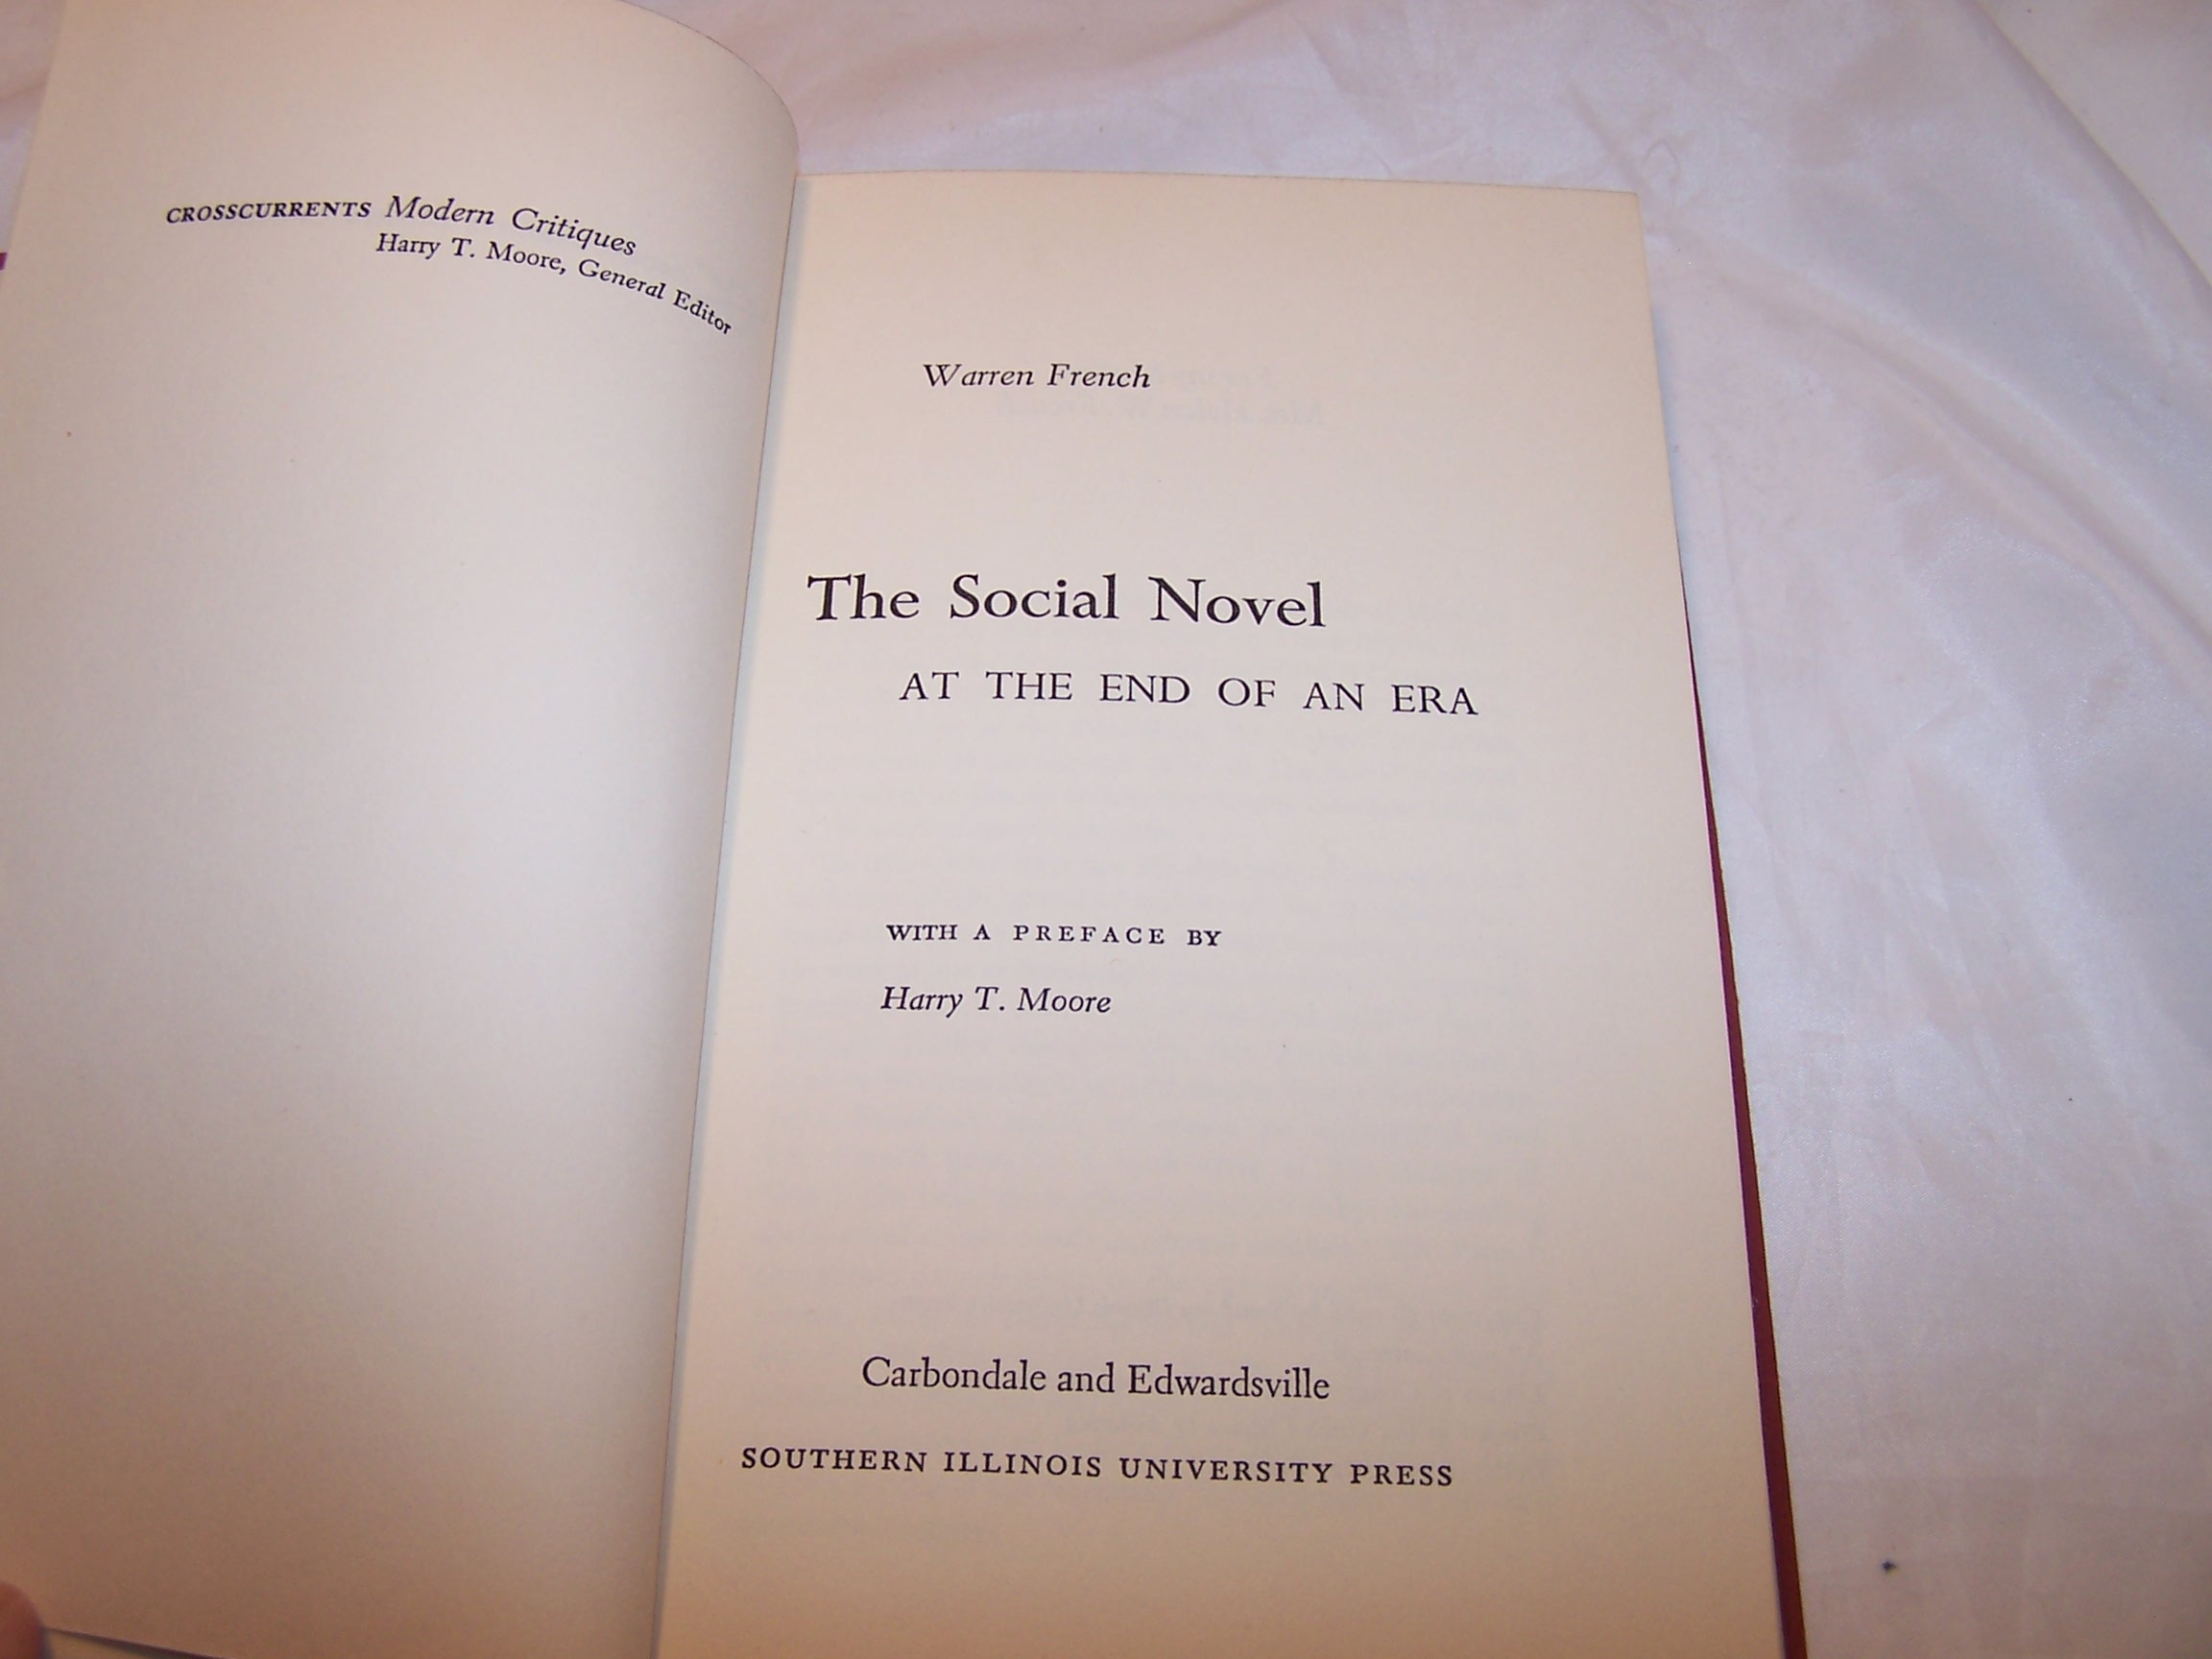 CROSSCURRENTS Modern Critiques
Harry T. Moore, General Editor
Warren French
The Social Novel
AT THE END OF AN ERA
WITH A PREFACE BY
Harry T. Moore
Carbondale and Edwardsville
SOUTHERN ILLINOIS UNIVERSITY PRESS